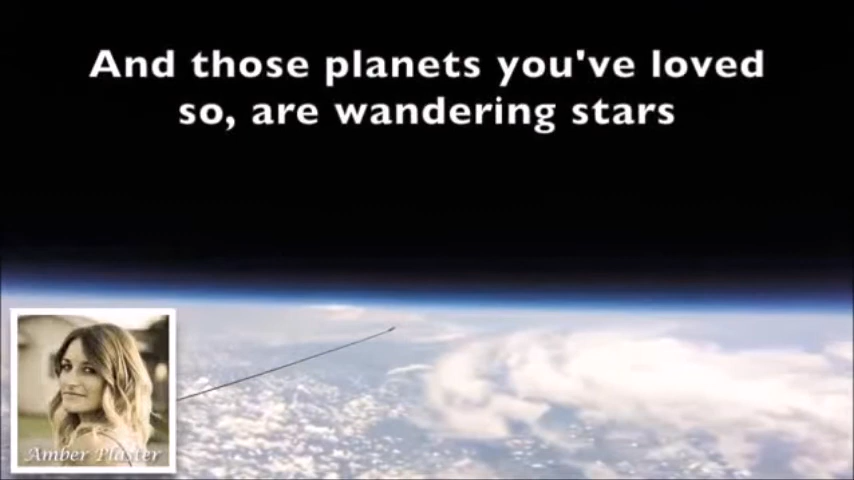 And those planets you've loved
so, are wandering stars
Amber Plaster